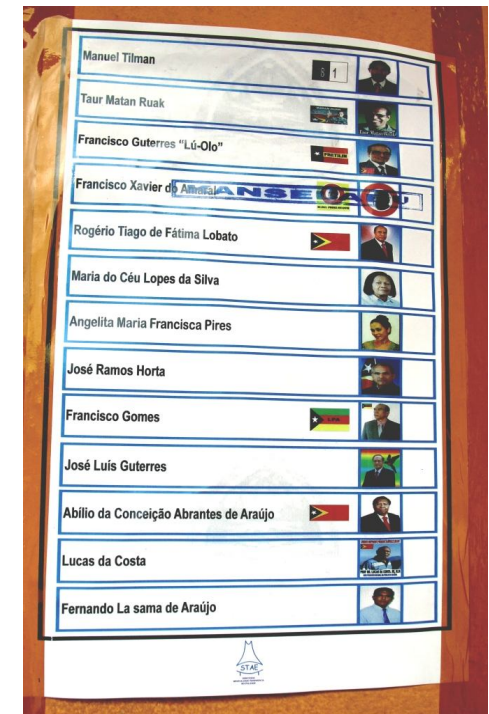 Manuel Tilman
Taur Matan Ruak
Francisco Guterres "Lú-Olo"
FRETILIN
Francisco Xavier do Amaral
Rogério Tiago de Fátima Lobato
Maria do Céu Lopes da Silva
Angelita Maria Francisca Pires
José Ramos Horta
Francisco Gomes
José Luís Guterres
Abílio da Conceição Abrantes de Araújo
Lucas da Costa
Fernando La sama de Araújo
STAE